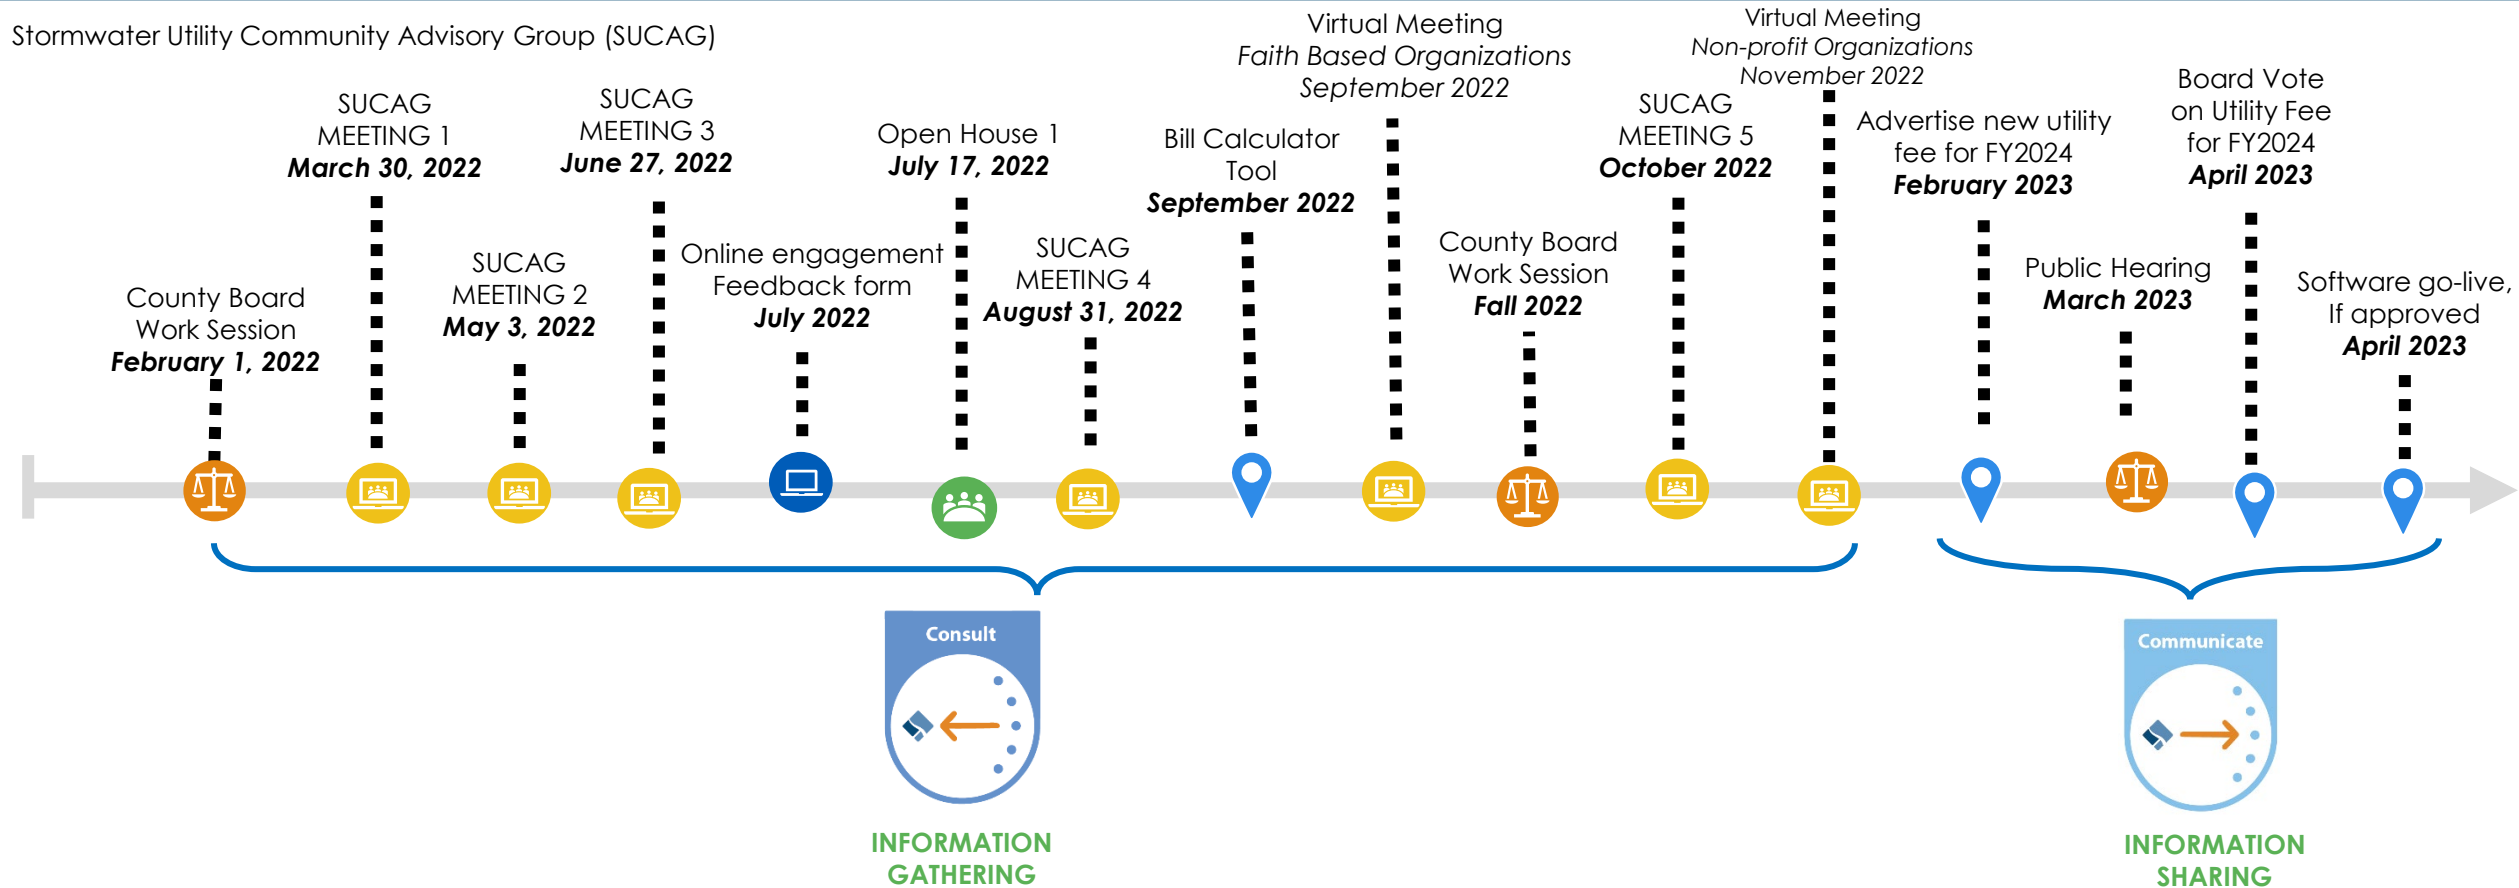 Stormwater Utility Community Advisory Group (SUCAG)
County Board
Work Session
February 1, 2022
SUCAG
MEETING 1
March 30, 2022
SUCAG
MEETING 2
May 3, 2022
SUCAG
MEETING 3
June 27, 2022
Online engagement
Feedback form
July 2022
Open House 1
July 17, 2022
SUCAG
MEETING 4
August 31, 2022
Bill Calculator
Tool
September 2022
Virtual Meeting
Faith Based Organizations
September 2022
County Board
Work Session
Fall 2022
SUCAG
MEETING 5
October 2022
Virtual Meeting
Non-profit Organizations
November 2022
Advertise new utility
fee for FY2024
February 2023
Public Hearing
March 2023
Board Vote
on Utility Fee
for FY2024
April 2023
Software go-live,
If approved
April 2023
Consult
INFORMATION
GATHERING
Communicate
INFORMATION
SHARING